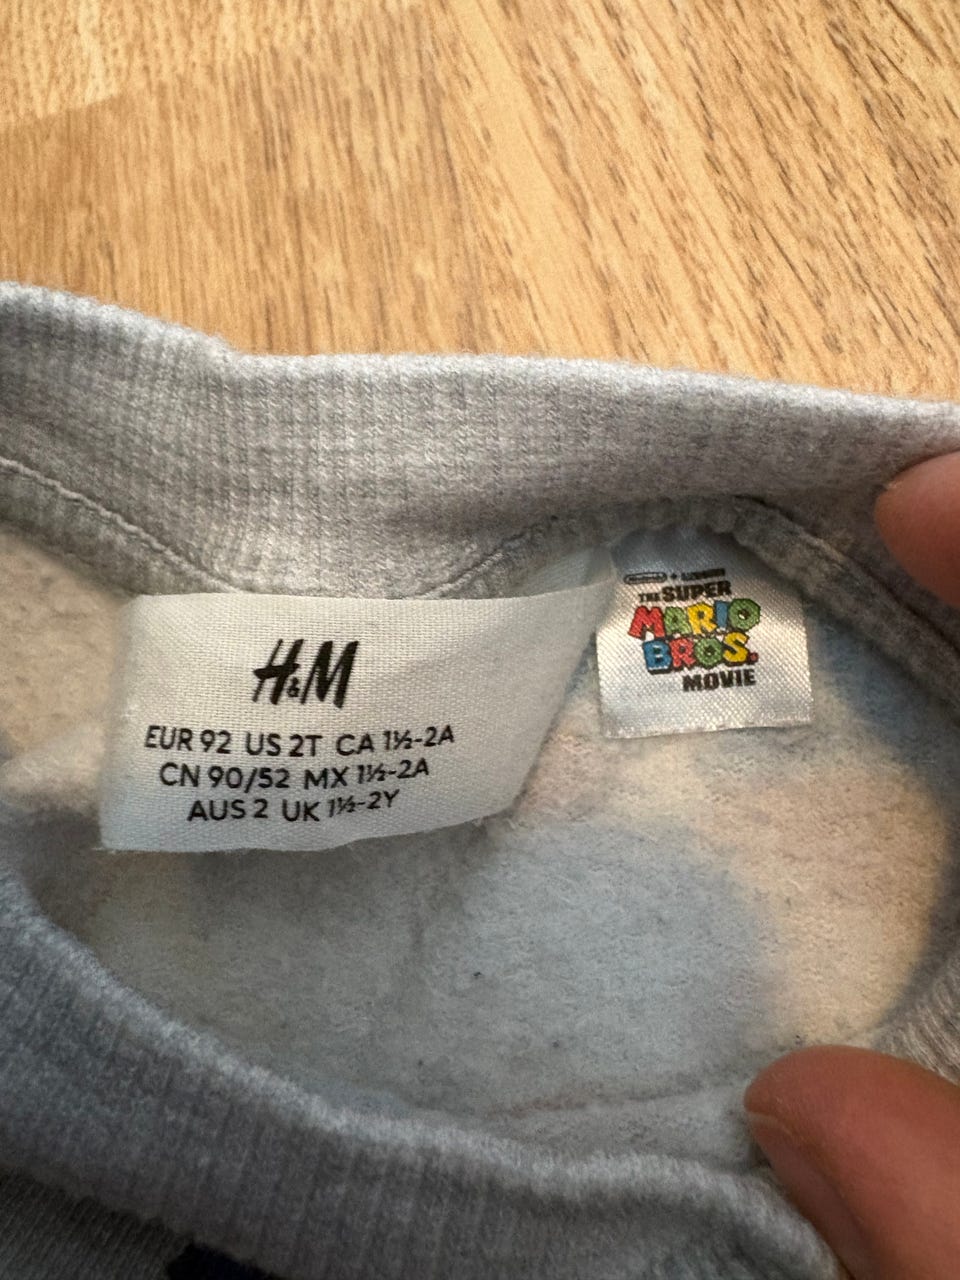 H&M
EUR 92 US 2T CA 1½-2A
CN 90/52 MX 1½-2A
AUS 2 UK 1½-2Y
THE SUPER
MARIO
BROS.
MOVIE